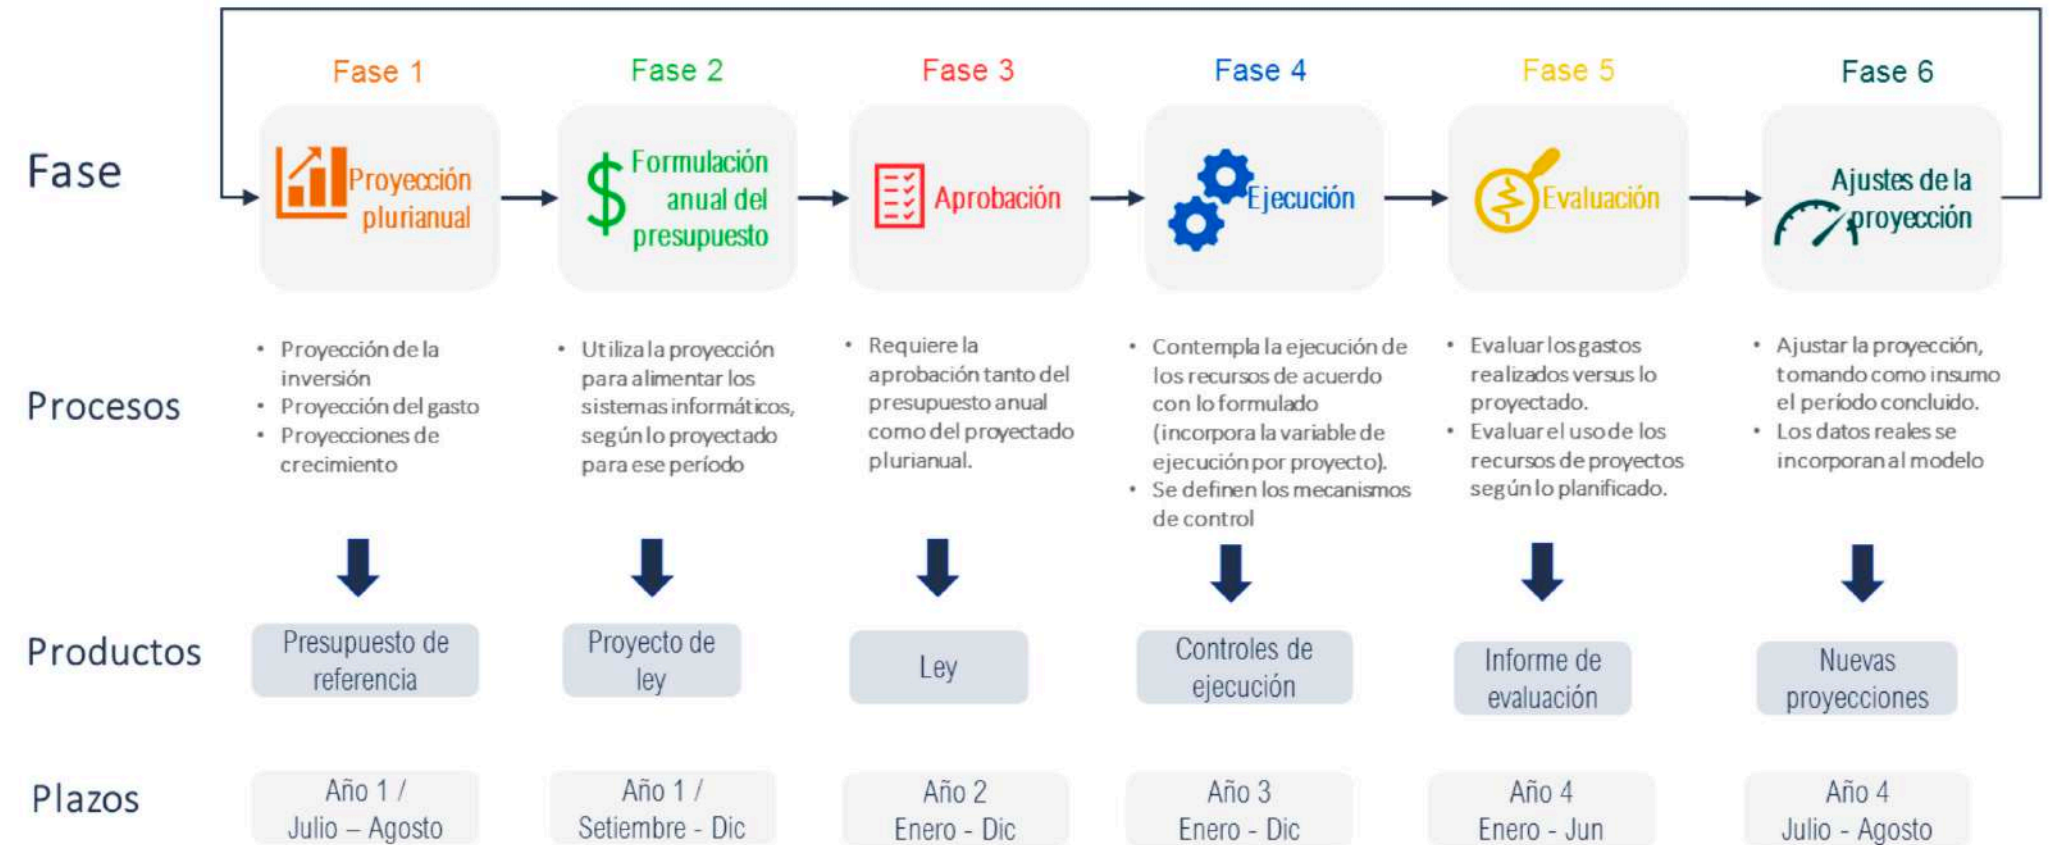 Fase 1
Fase 2
Fase 3
Fase 4
Fase 5
Fase 6
Fase
Proyección
plurianual
Formulación
anual del
presupuesto
Aprobación
Ejecución
Evaluación
Ajustes de la
proyección
Procesos
• Proyección de la
inversión
• Proyección del gasto
• Proyecciones de
crecimiento
• Utiliza la proyección
para alimentar los
sistemas informáticos,
según lo proyectado
para ese período
• Requiere la
aprobación tanto del
presupuesto anual
como del proyectado
plurianual.
• Contempla la ejecución de
los recursos de acuerdo
con lo formulado
(incorpora la variable de
ejecución por proyecto).
• Se definen los mecanismos
de control
• Evaluar los gastos
realizados versus lo
proyectado.
• Evaluar el uso de los
recursos de proyectos
según lo planificado.
• Ajustar la proyección,
tomando como insumo
el período concluido.
• Los datos reales se
incorporan al modelo
Productos
Presupuesto de
referencia
Proyecto de
ley
Ley
Controles de
ejecución
Informe de
evaluación
Nuevas
proyecciones
Plazos
Año 1 /
Julio – Agosto
Año 1 /
Setiembre - Dic
Año 2
Enero - Dic
Año 3
Enero - Dic
Año 4
Enero - Jun
Año 4
Julio - Agosto